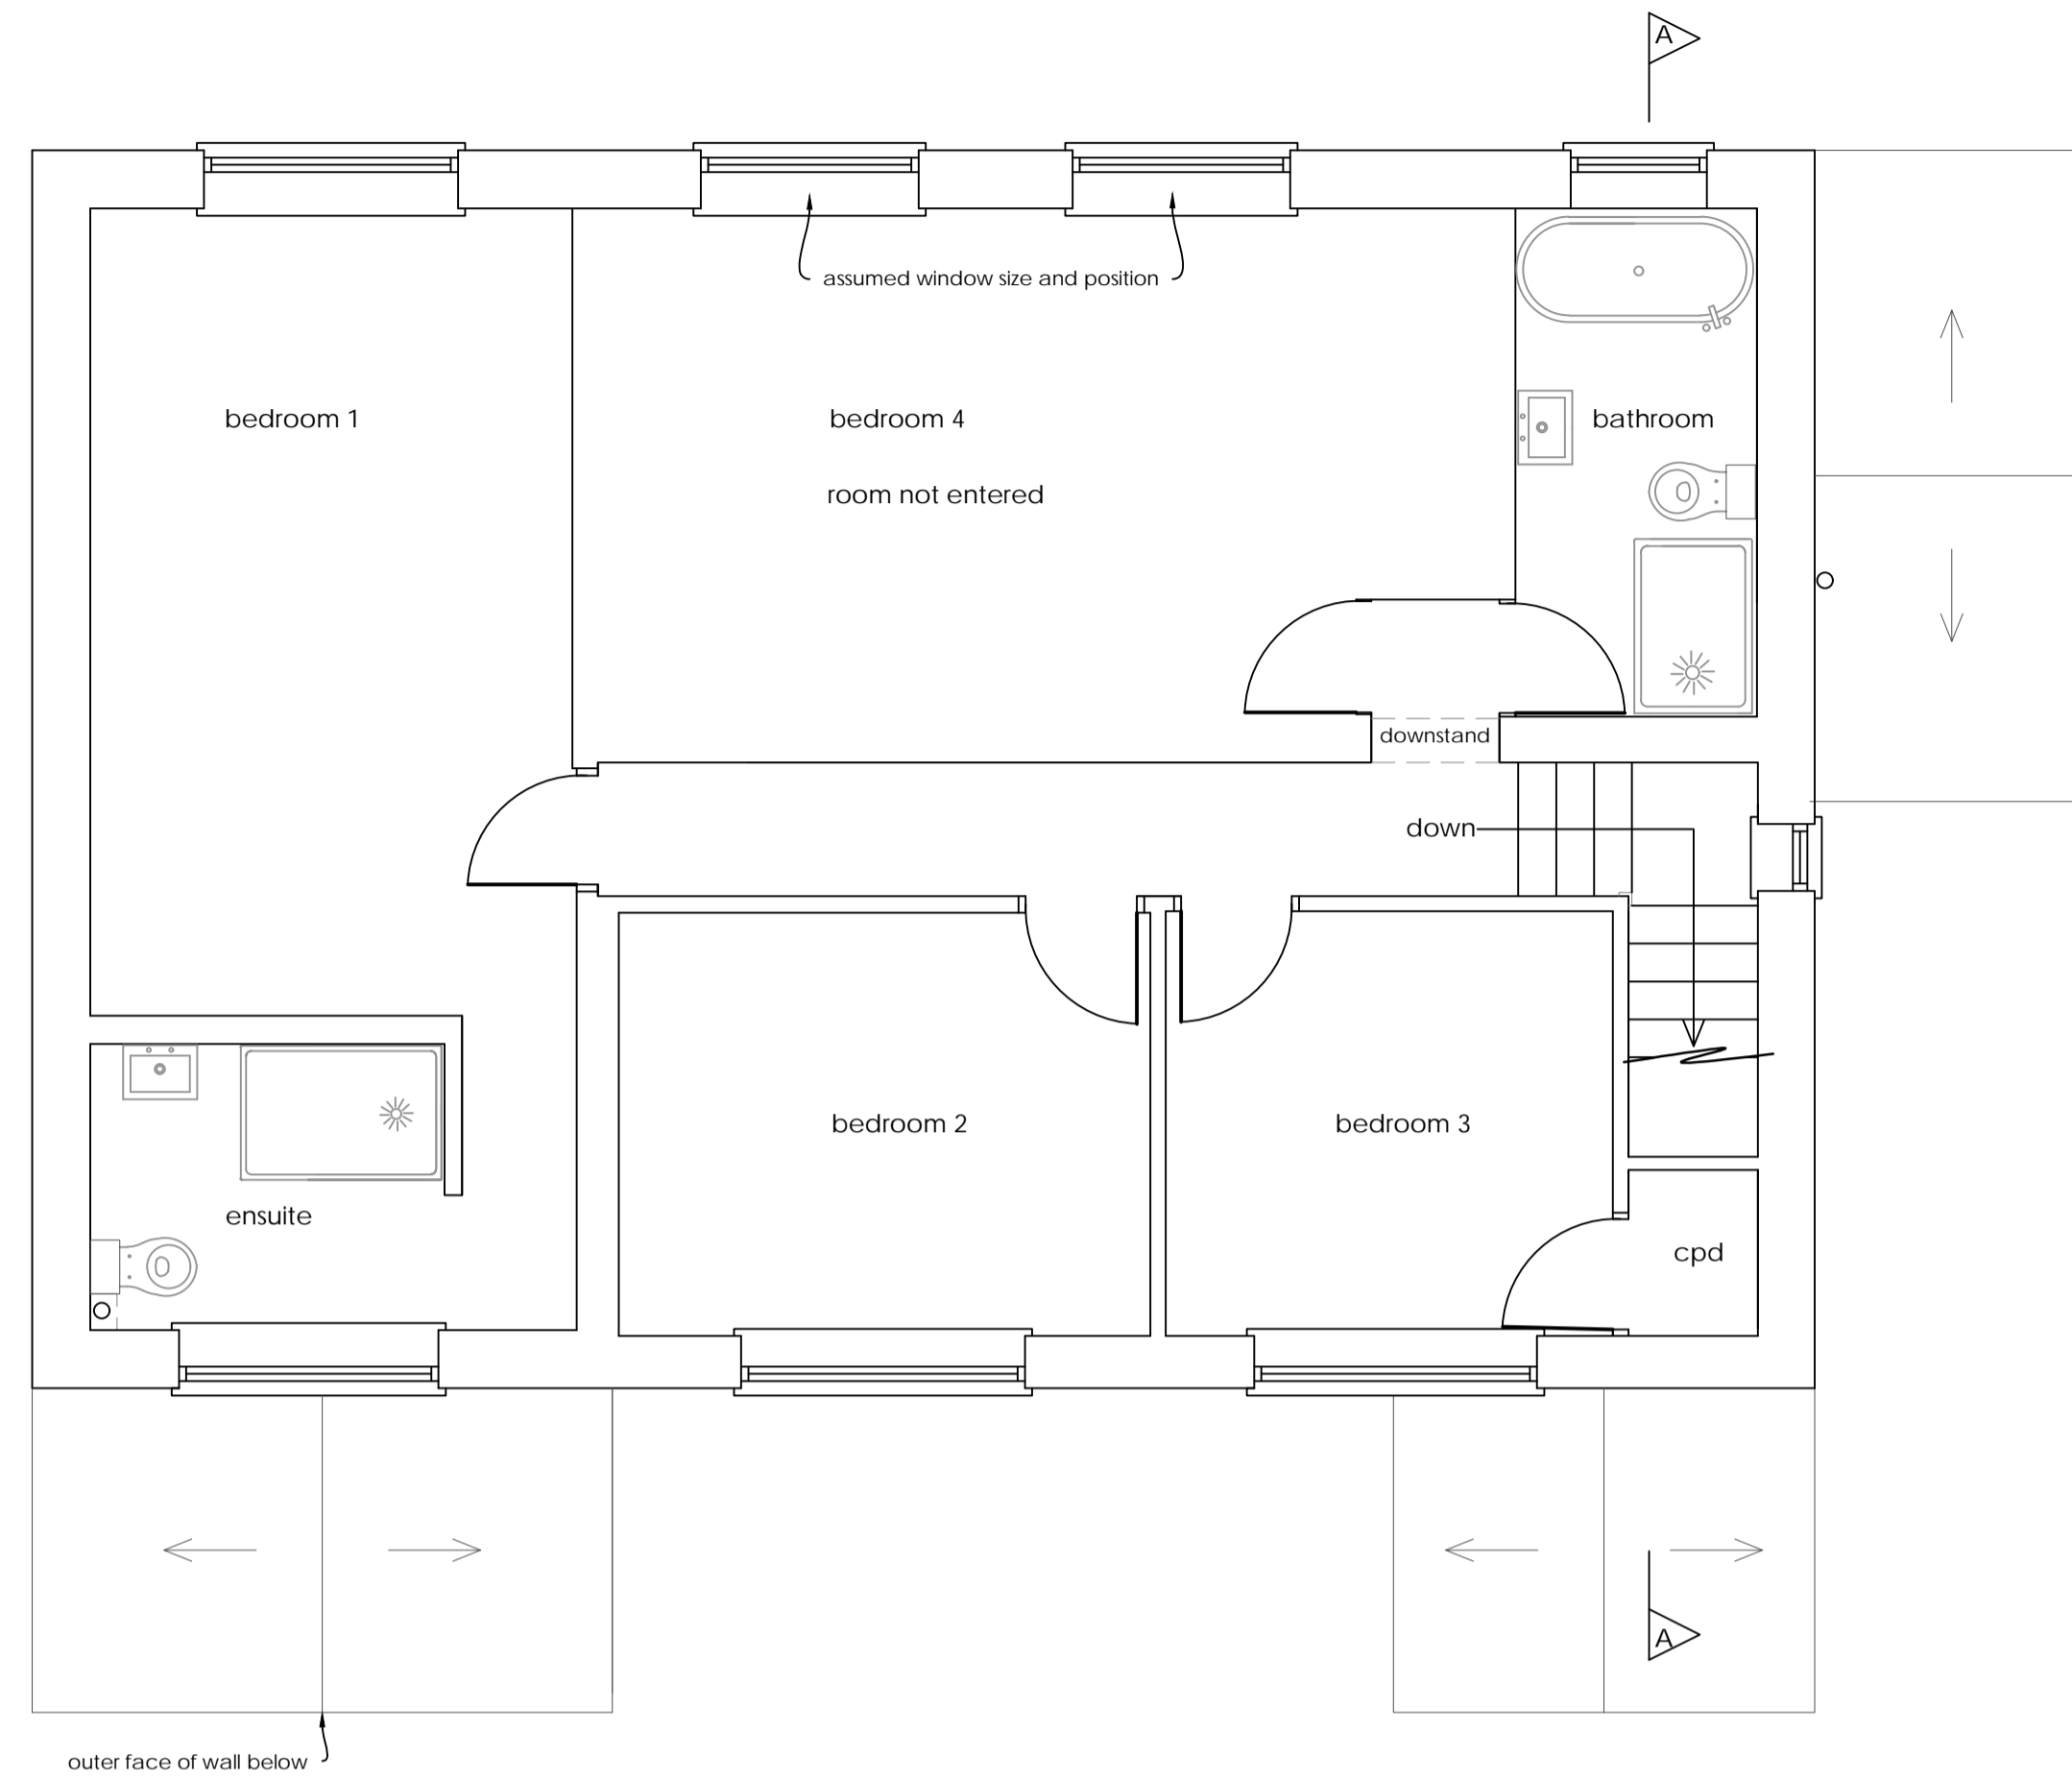 A
assumed window size and position
bedroom 1
bedroom 4
bathroom
room not entered
downstand
down
bedroom 2
bedroom 3
ensuite
cpd
A
outer face of wall below